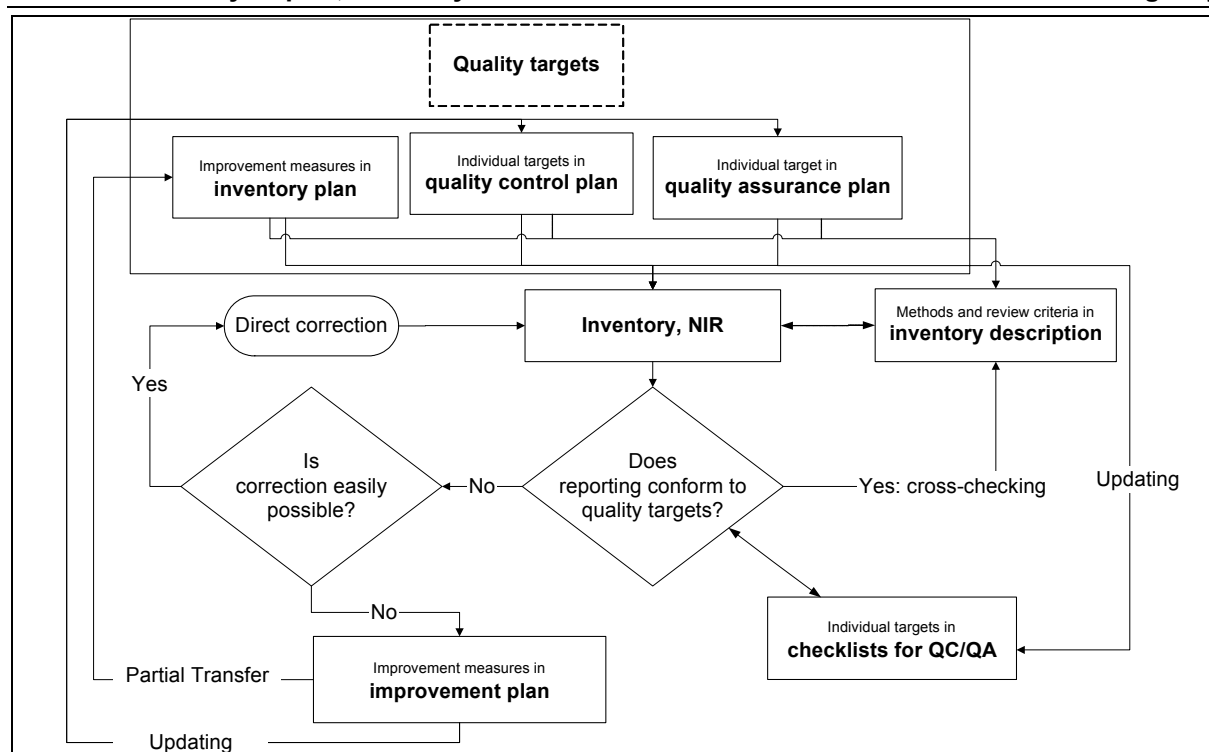 Quality targets
Improvement measures in
inventory plan
Individual targets in
quality control plan
Individual target in
quality assurance plan
Direct correction
Inventory, NIR
Methods and review criteria in
inventory description
Yes
Is
correction easily
possible?
No
Does
reporting conform to
quality targets?
Yes: cross-checking
Updating
No
Individual targets in
checklists for QC/QA
Partial Transfer
Improvement measures in
improvement plan
Updating